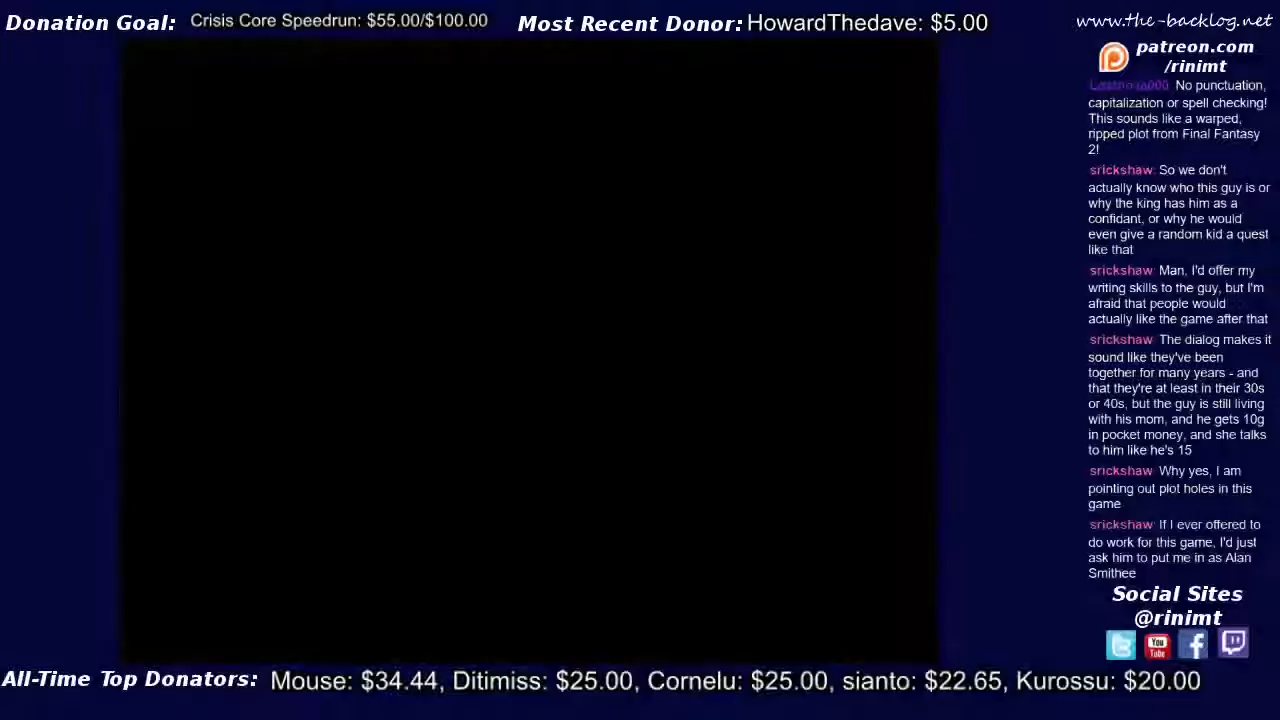 Donation Goal: Crisis Core Speedrun: $55.00/$100.00 Most Recent Donor: HowardThedave: $5.00 www.the-backlog.net
patreon.com
/rinimt
No punctuation,
capitalization or spell checking!
This sounds like a warped,
ripped plot from Final Fantasy
2!
srickshaw: So we don't
actually know who this guy is or
why the king has him as a
confidant, or why he would
even give a random kid a quest
like that
srickshaw: Man, I'd offer my
writing skills to the guy, but I'm
afraid that people would
actually like the game after that
srickshaw: The dialog makes it
sound like they've been
together for many years - and
that they're at least in their 30s
or 40s, but the guy is still living
with his mom, and he gets 10g
in pocket money, and she talks
to him like he's 15
srickshaw: Why yes, I am
pointing out plot holes in this
game
srickshaw: If I ever offered to
do work for this game, I'd just
ask him to put me in as Alan
Smithee
Social Sites
@rinimt
You
Tube
All-Time Top Donators: Mouse: $34.44, Ditimiss: $25.00, Cornelu: $25.00, sianto: $22.65, Kurossu: $20.00